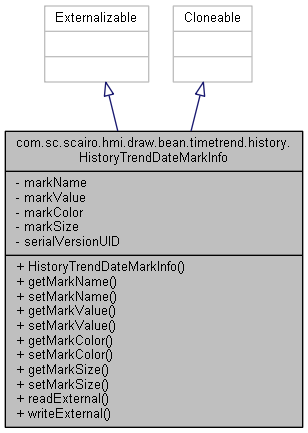 Externalizable
Cloneable
com.sc.scairo.hmi.draw.bean.timetrend.history.
HistoryTrendDateMarkInfo
- markName
- markValue
- markColor
- markSize
- serialVersionUID
+ HistoryTrendDateMarkInfo()
+ getMarkName()
+ setMarkName()
+ getMarkValue()
+ setMarkValue()
+ getMarkColor()
+ setMarkColor()
+ getMarkSize()
+ setMarkSize()
+ readExternal()
+ writeExternal()